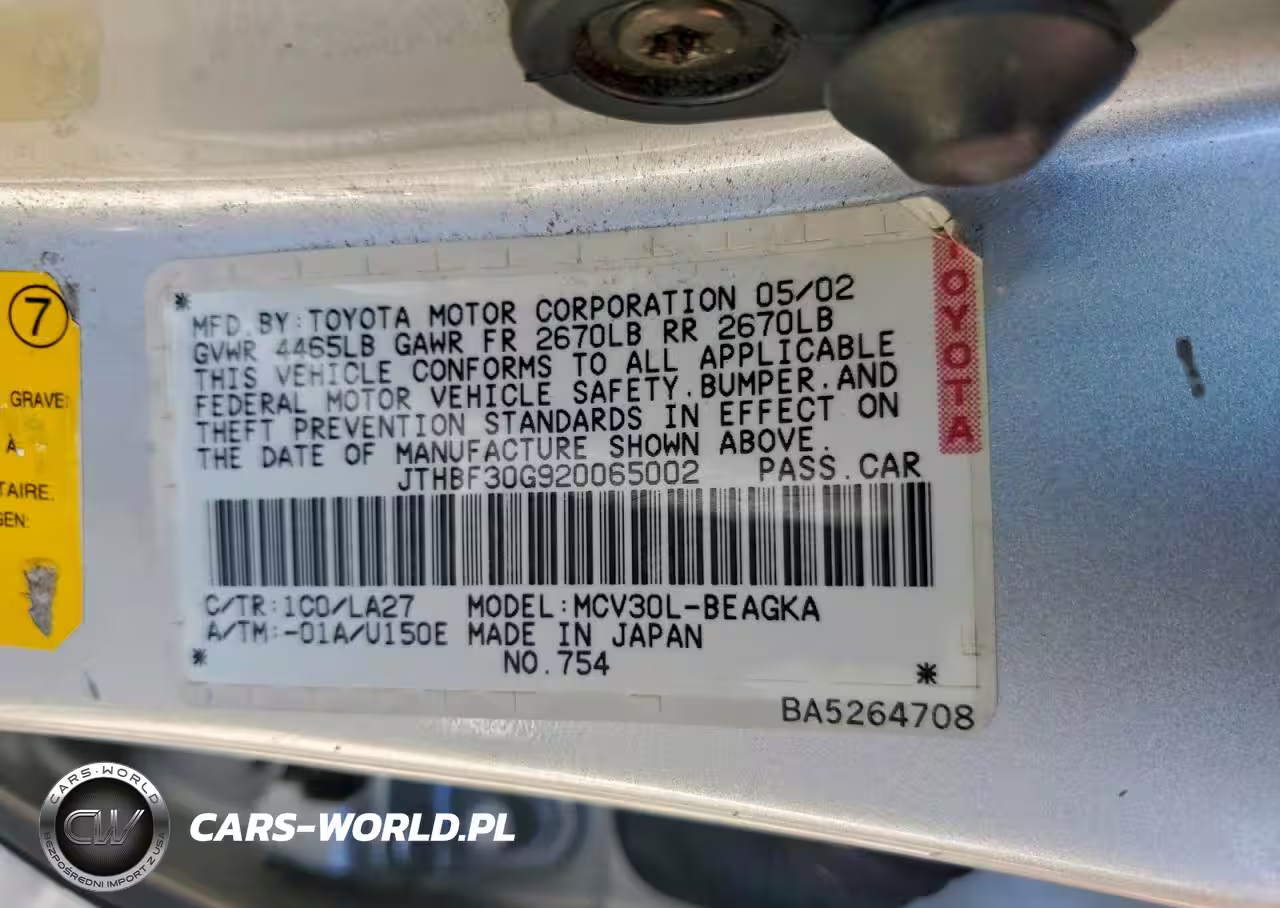 7
GRAVE
À
TAIRE.
GEN:
MFD. BY: TOYOTA MOTOR CORPORATION 05/02
GVWR 4465LB GAWR FR 2670LB RR 2670LB
THIS VEHICLE CONFORMS TO ALL APPLICABLE
FEDERAL MOTOR VEHICLE SAFETY, BUMPER, AND
THEFT PREVENTION STANDARDS IN EFFECT ON
THE DATE OF MANUFACTURE SHOWN ABOVE.
JTHBF30G920065002 PASS. CAR
C/TR:1C0/LA27 MODEL:MCV30L-BEAGKA
A/TM:-01A/U150E MADE IN JAPAN
NO.754
BA5264708
TOYOTA
CARS-WORLD
CW
BEZPOŚREDNI IMPORT Z USA
CARS-WORLD.PL